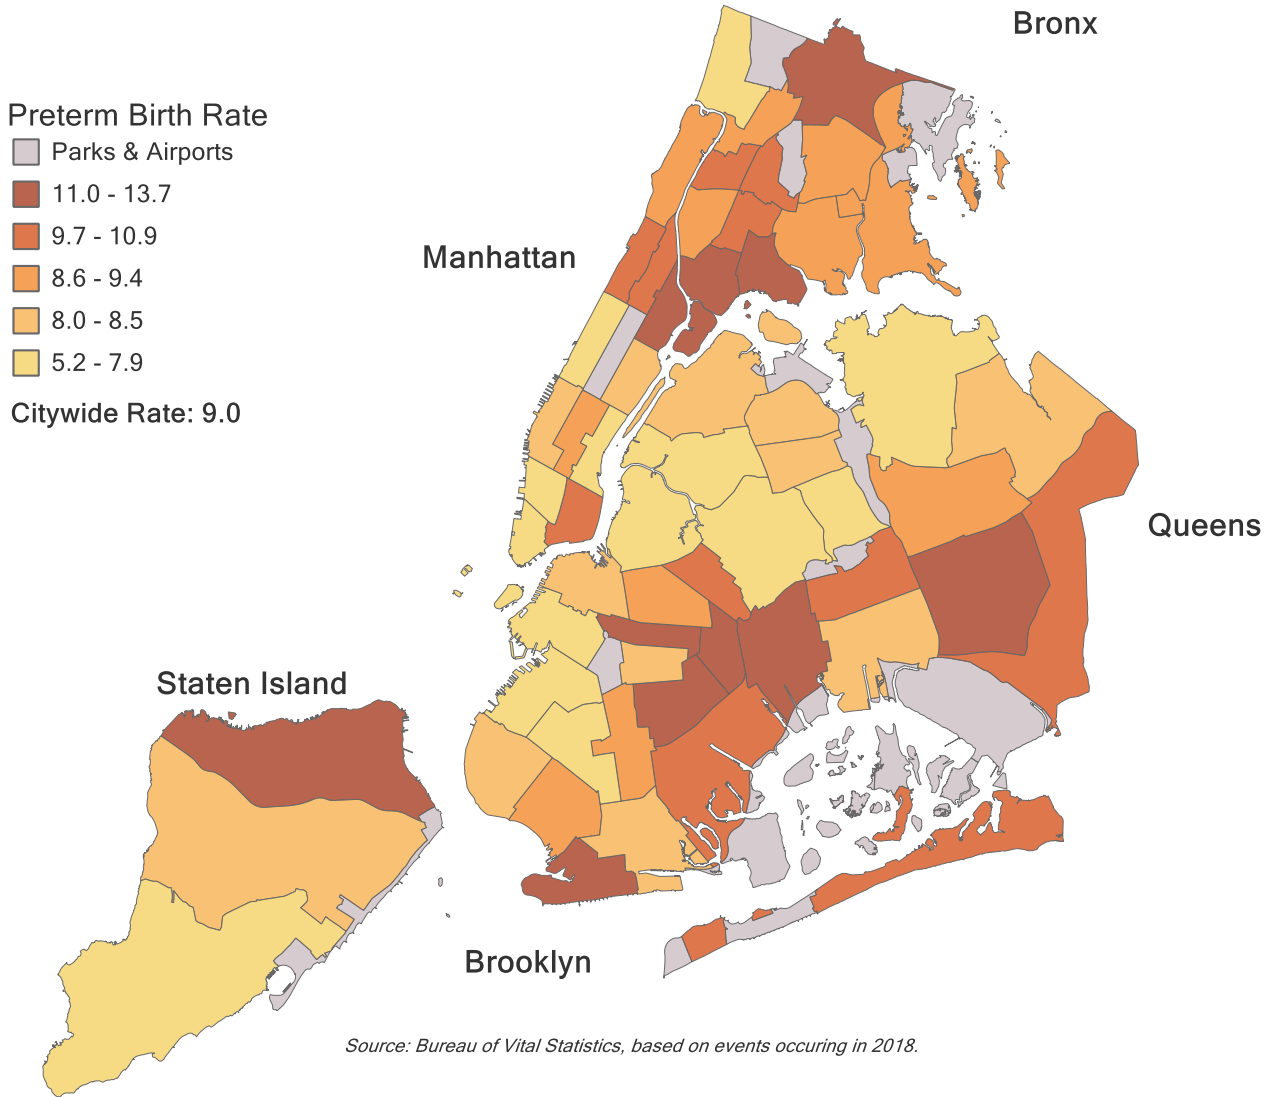 Bronx
Preterm Birth Rate
Parks & Airports
11.0 - 13.7
9.7 - 10.9
8.6 - 9.4
8.0 - 8.5
5.2 - 7.9
Citywide Rate: 9.0
Manhattan
Queens
Staten Island
Brooklyn
Source: Bureau of Vital Statistics, based on events occuring in 2018.